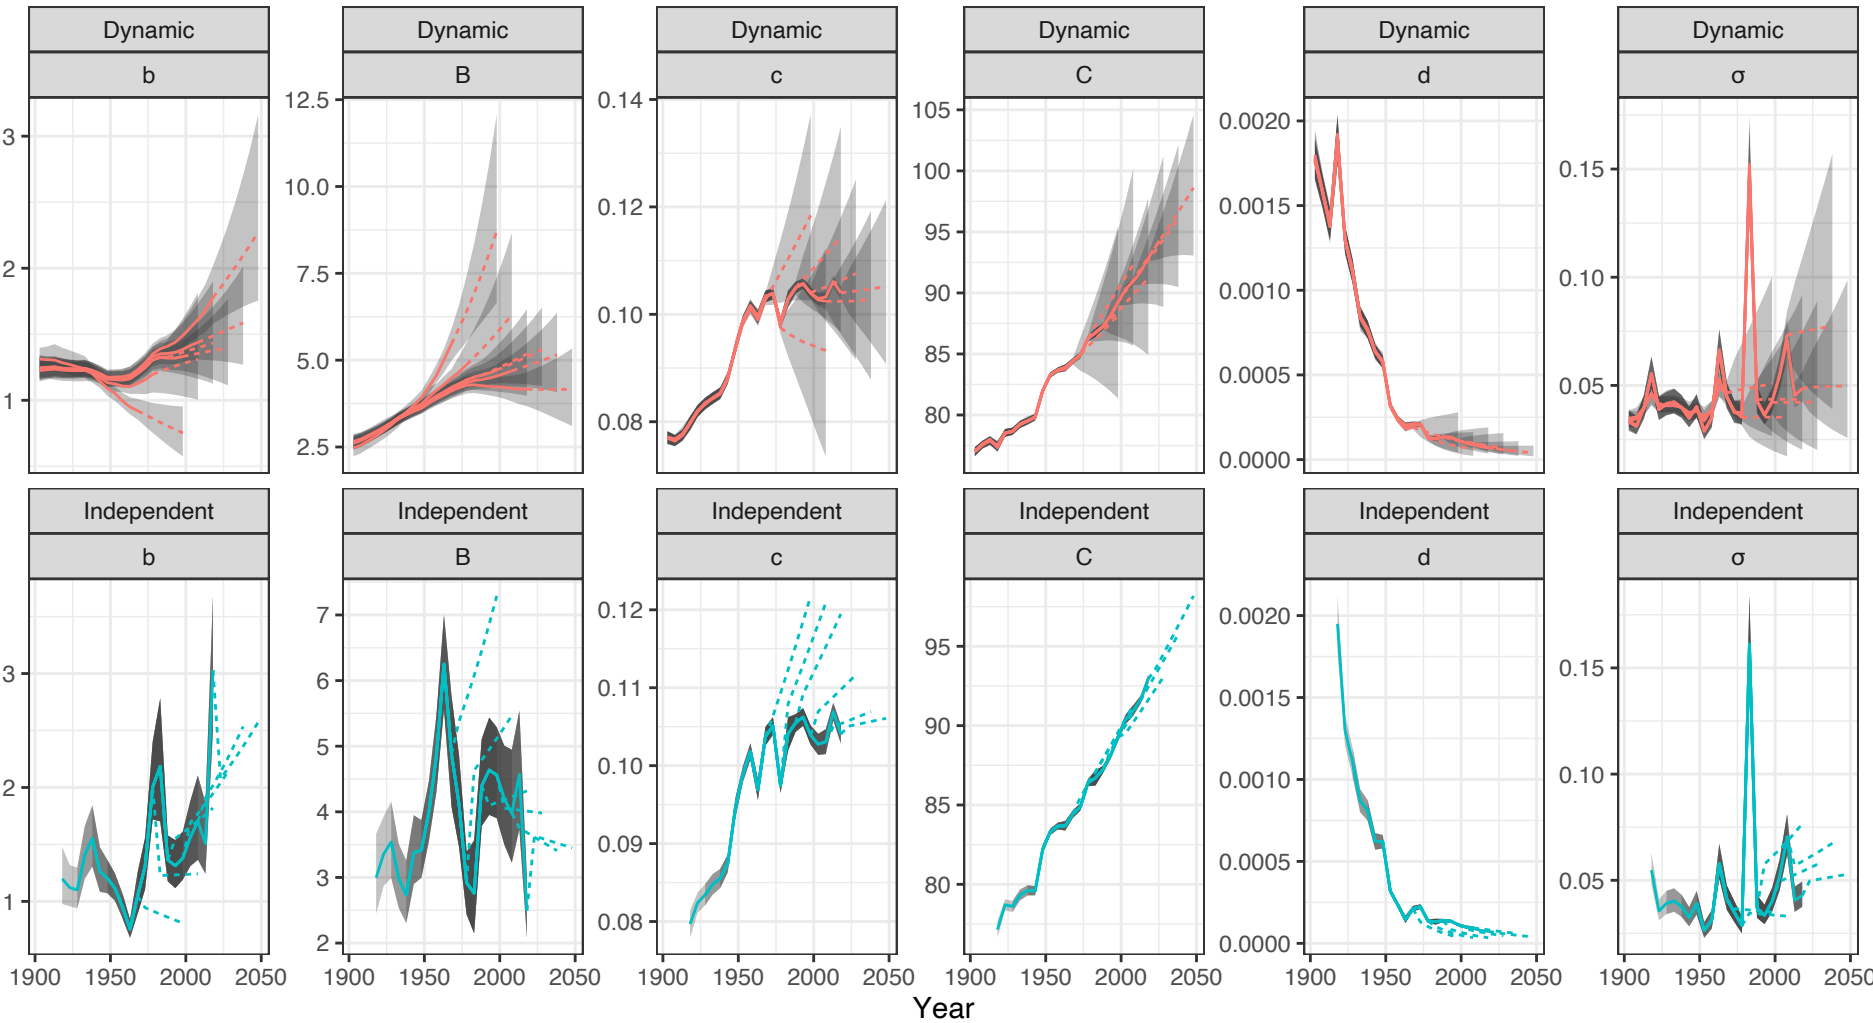 Dynamic Dynamic Dynamic Dynamic Dynamic Dynamic
b B c C d σ
3 2 1
12.5 10.0 7.5 5.0 2.5
0.14 0.12 0.10 0.08
105 100 95 90 85 80
0.0020 0.0015 0.0010 0.0005 0.0000
0.15 0.10 0.05
Independent Independent Independent Independent Independent Independent
b B c C d σ
3 2 1
7 6 5 4 3 2
0.12 0.11 0.10 0.09 0.08
95 90 85 80
0.0020 0.0015 0.0010 0.0005 0.0000
0.15 0.10 0.05
1900 1950 2000 2050 1900 1950 2000 2050 1900 1950 2000 2050 1900 1950 2000 2050 1900 1950 2000 2050 1900 1950 2000 2050
Year